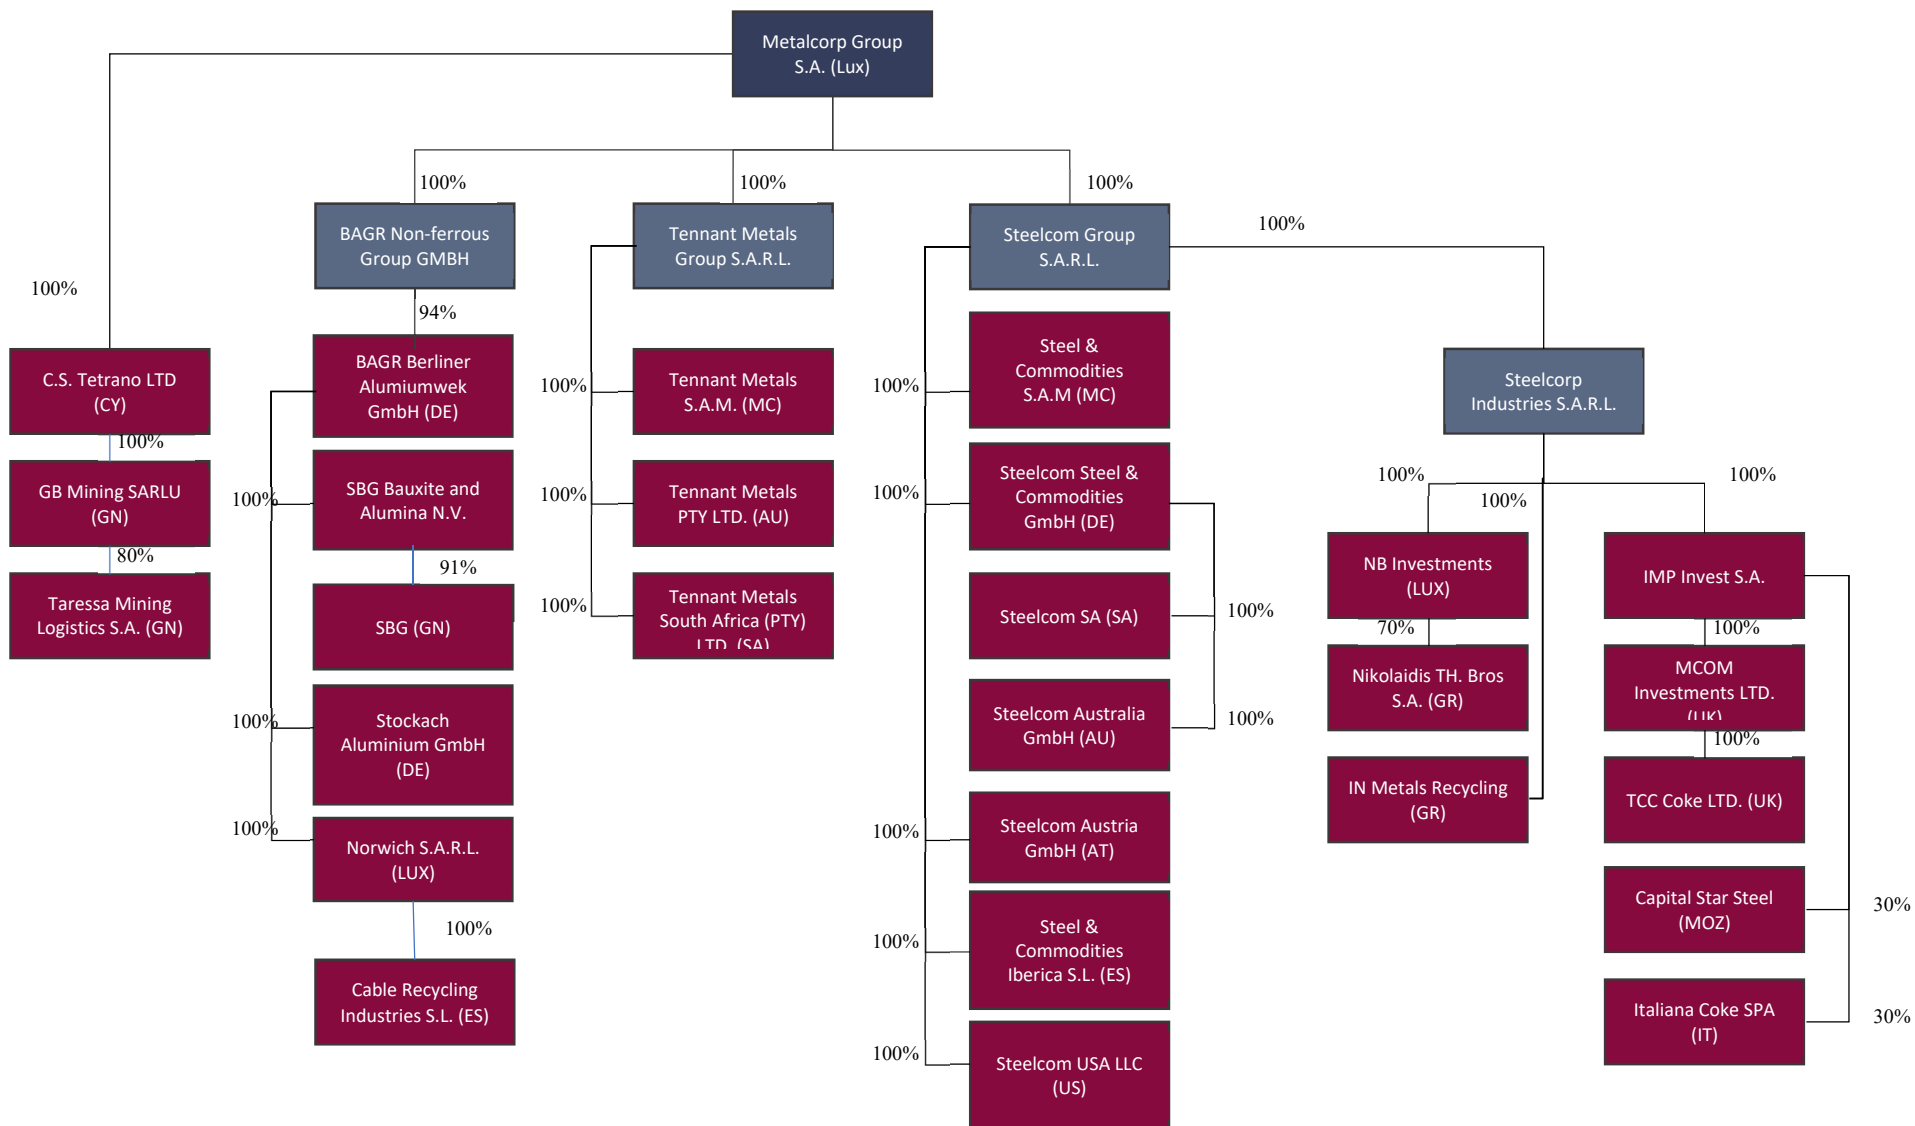 Metalcorp Group
S.A. (Lux)
100%
100%
100%
100%
100%
BAGR Non-ferrous
Group GMBH
Tennant Metals
Group S.A.R.L.
Steelcom Group
S.A.R.L.
94%
C.S. Tetrano LTD
(CY)
100%
GB Mining SARLU
(GN)
80%
Taressa Mining
Logistics S.A. (GN)
BAGR Berliner
Alumiumwek
GmbH (DE)
100%
SBG Bauxite and
Alumina N.V.
91%
SBG (GN)
100%
Stockach
Aluminium GmbH
(DE)
100%
Norwich S.A.R.L.
(LUX)
100%
Cable Recycling
Industries S.L. (ES)
100%
Tennant Metals
S.A.M. (MC)
100%
Tennant Metals
PTY LTD. (AU)
100%
Tennant Metals
South Africa (PTY)
LTD. (SA)
100%
Steel &
Commodities
S.A.M (MC)
100%
Steelcom Steel &
Commodities
GmbH (DE)
Steelcom SA (SA)
100%
Steelcom Australia
GmbH (AU)
100%
100%
Steelcom Austria
GmbH (AT)
100%
Steel &
Commodities
Iberica S.L. (ES)
100%
Steelcom USA LLC
(US)
Steelcorp
Industries S.A.R.L.
100%
100%
100%
NB Investments
(LUX)
70%
Nikolaidis TH. Bros
S.A. (GR)
IN Metals Recycling
(GR)
IMP Invest S.A.
100%
MCOM
Investments LTD.
(UK)
100%
TCC Coke LTD. (UK)
Capital Star Steel
(MOZ)
30%
Italiana Coke SPA
(IT)
30%